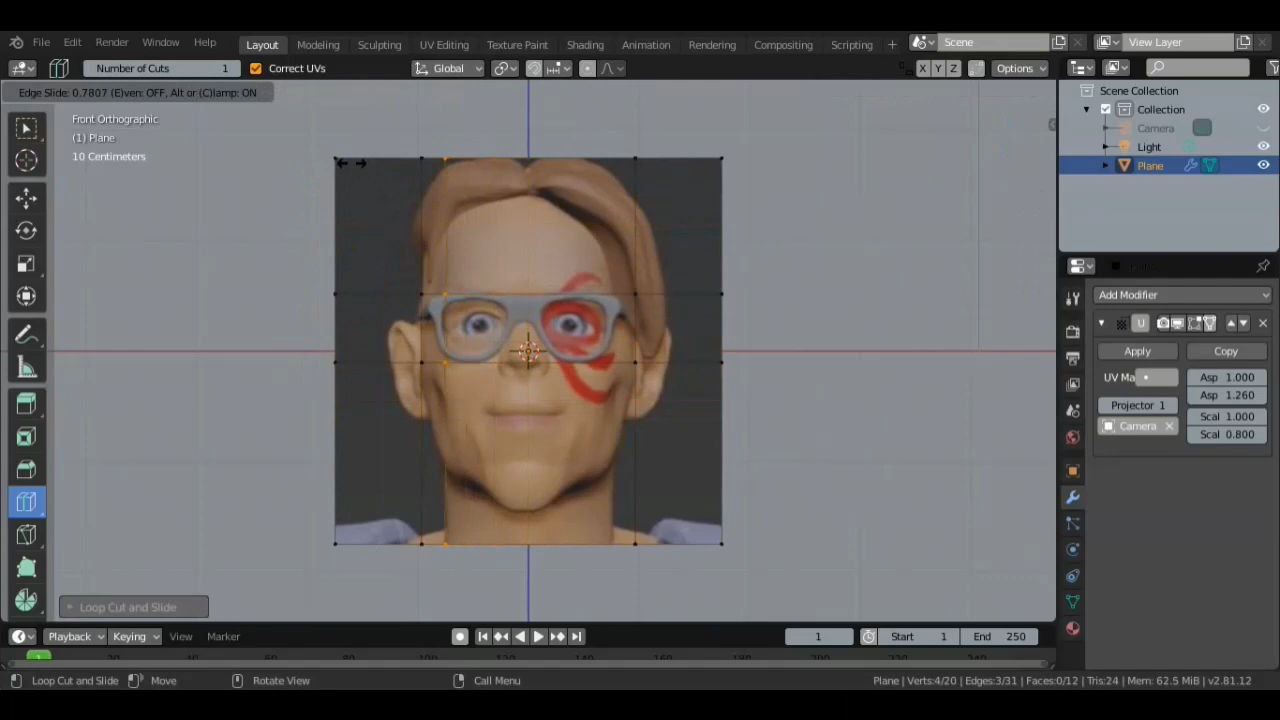 File Edit Render Window Help Layout Modeling Sculpting UV Editing Texture Paint Shading Animation Rendering Compositing Scripting + Scene View Layer
Number of Cuts 1 Correct UVs Global X Y Z Options
Edge Slide: 0.7807 (E)ven: OFF, Alt or (C)lamp: ON
Front Orthographic
(1) Plane
10 Centimeters
Scene Collection
Collection
Camera
Light
Plane
Add Modifier
U
Apply Copy
UV Ma Asp 1.000
Asp 1.260
Projector 1
Scal 1.000
Camera
Scal 0.800
Loop Cut and Slide
Playback Keying View Marker 1 Start 1 End 250
1
Loop Cut and Slide Move Rotate View Call Menu Plane | Verts:4/20 | Edges:3/31 | Faces:0/12 | Tris:24 | Mem: 62.5 MiB | v2.81.12